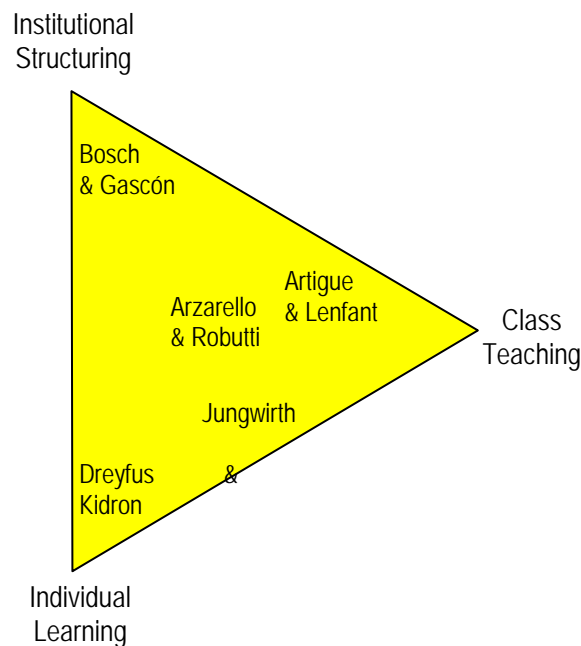 Institutional
Structuring
Bosch
& Gascón
Artigue
& Lenfant
Arzarello
& Robutti
Class
Teaching
Jungwirth
Dreyfus &
Kidron
Individual
Learning